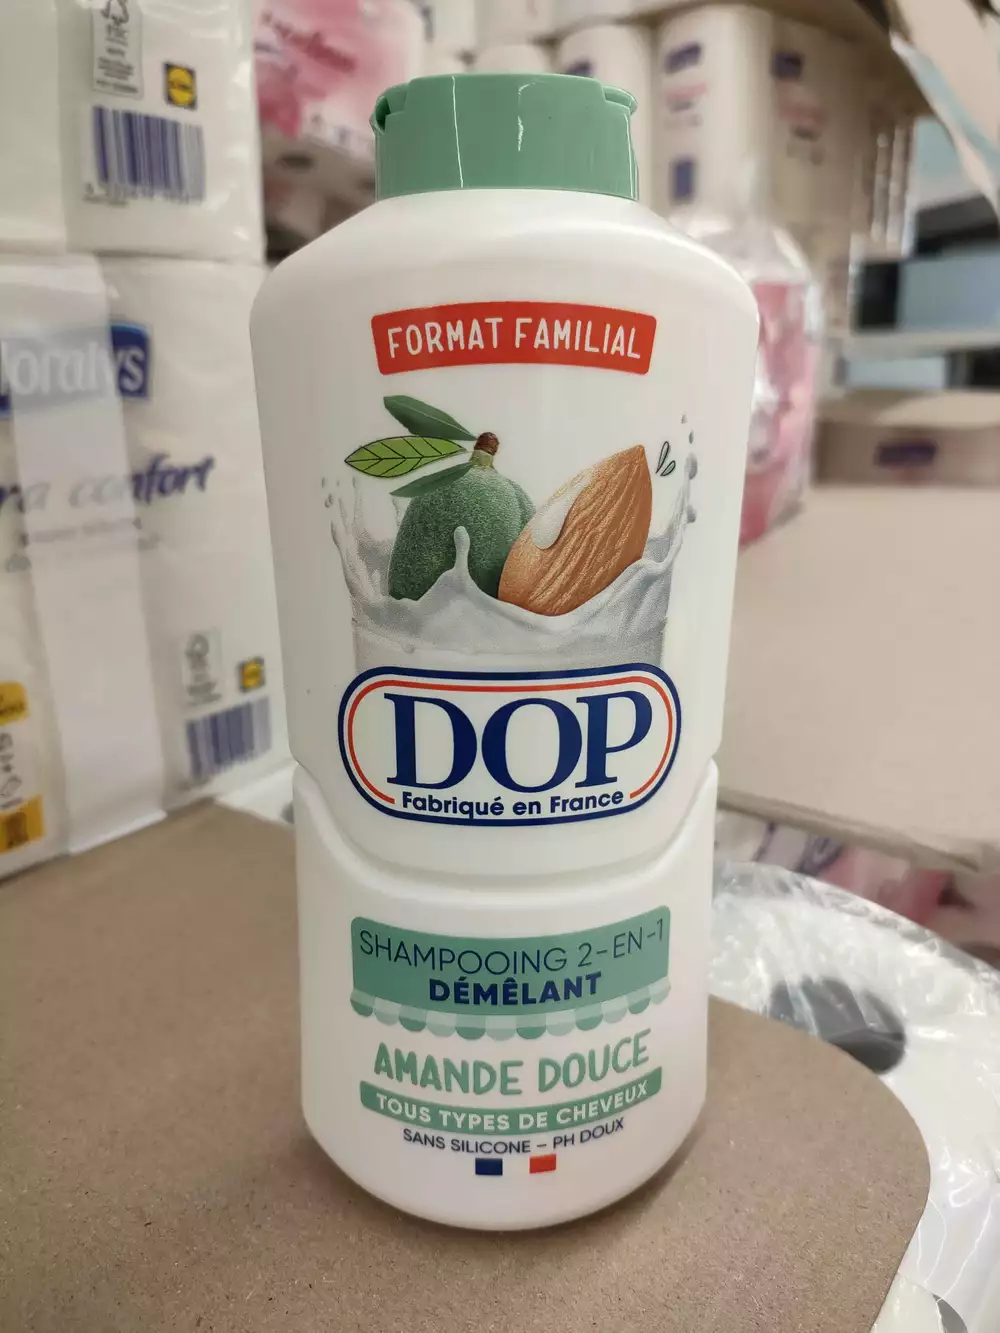 FORMAT FAMILIAL
DOP
Fabriqué en France
SHAMPOOING 2-EN-1
DÉMÊLANT
AMANDE DOUCE
TOUS TYPES DE CHEVEUX
SANS SILICONE – PH DOUX
confort